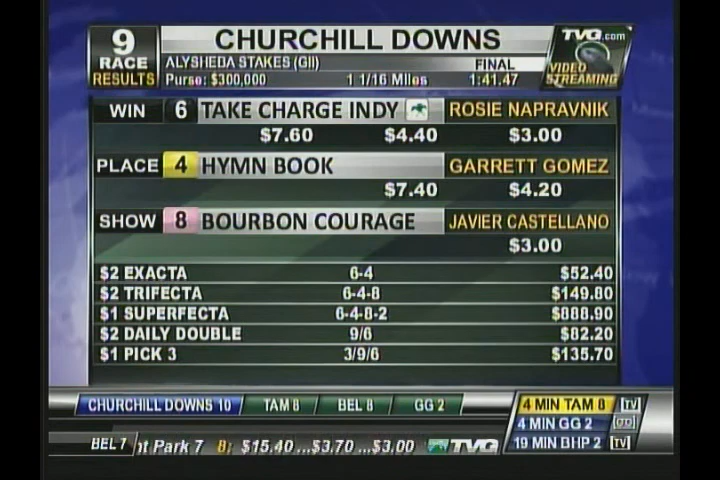 9
RACE
RESULTS
CHURCHILL DOWNS
ALYSHEBA STAKES (GII)
FINAL
Purse: $300,000
1 1/16 Miles
1:41.47
TVG.com
VIDEO
STREAMING
WIN 6 TAKE CHARGE INDY ROSIE NAPRAVNIK
$7.60 $4.40 $3.00
PLACE 4 HYMN BOOK GARRETT GOMEZ
$7.40 $4.20
SHOW 8 BOURBON COURAGE JAVIER CASTELLANO
$3.00
$2 EXACTA 6-4 $52.40
$2 TRIFECTA 6-4-8 $149.80
$1 SUPERFECTA 6-4-8-2 $888.90
$2 DAILY DOUBLE 9/6 $82.20
$1 PICK 3 3/9/6 $135.70
CHURCHILL DOWNS 10 TAM 8 BEL 8 GG 2
4 MIN TAM 8 TV
4 MIN GG 2
19 MIN BHP 2 TV
BEL 7 nt Park 7 8: $15.40 ...$3.70 ...$3.00 TVG